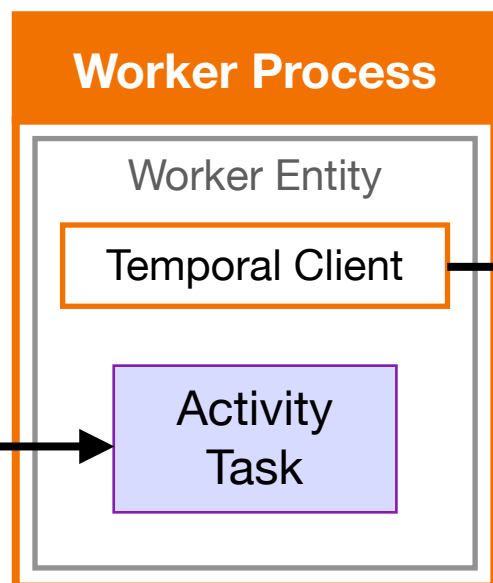 Worker Process
Worker Entity
Temporal Client
Activity
Task